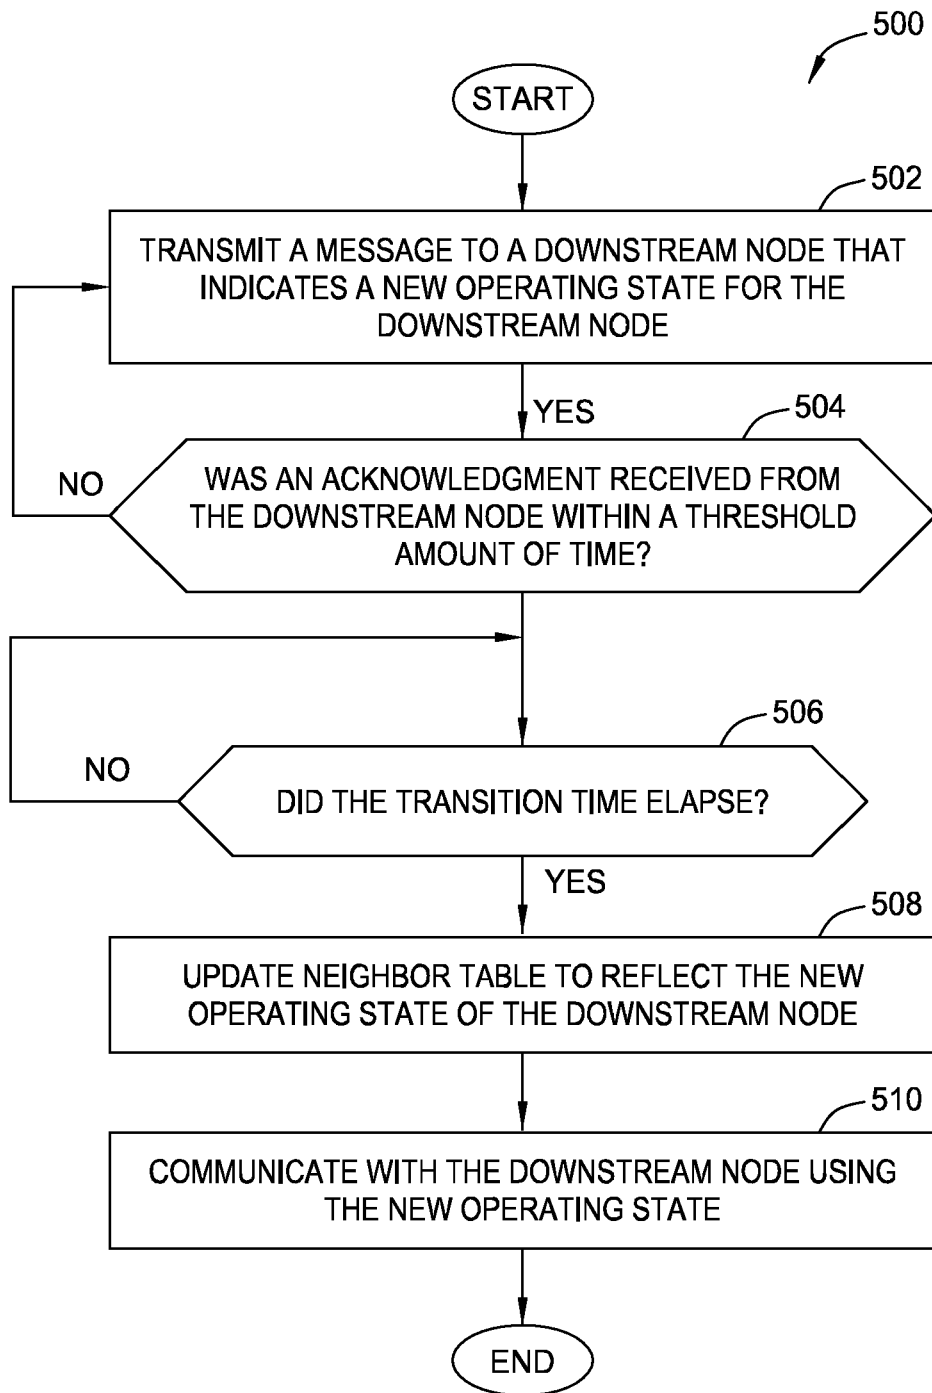 500
START
502
TRANSMIT A MESSAGE TO A DOWNSTREAM NODE THAT
INDICATES A NEW OPERATING STATE FOR THE
DOWNSTREAM NODE
YES
504
NO
WAS AN ACKNOWLEDGMENT RECEIVED FROM
THE DOWNSTREAM NODE WITHIN A THRESHOLD
AMOUNT OF TIME?
506
NO
DID THE TRANSITION TIME ELAPSE?
YES
508
UPDATE NEIGHBOR TABLE TO REFLECT THE NEW
OPERATING STATE OF THE DOWNSTREAM NODE
510
COMMUNICATE WITH THE DOWNSTREAM NODE USING
THE NEW OPERATING STATE
END